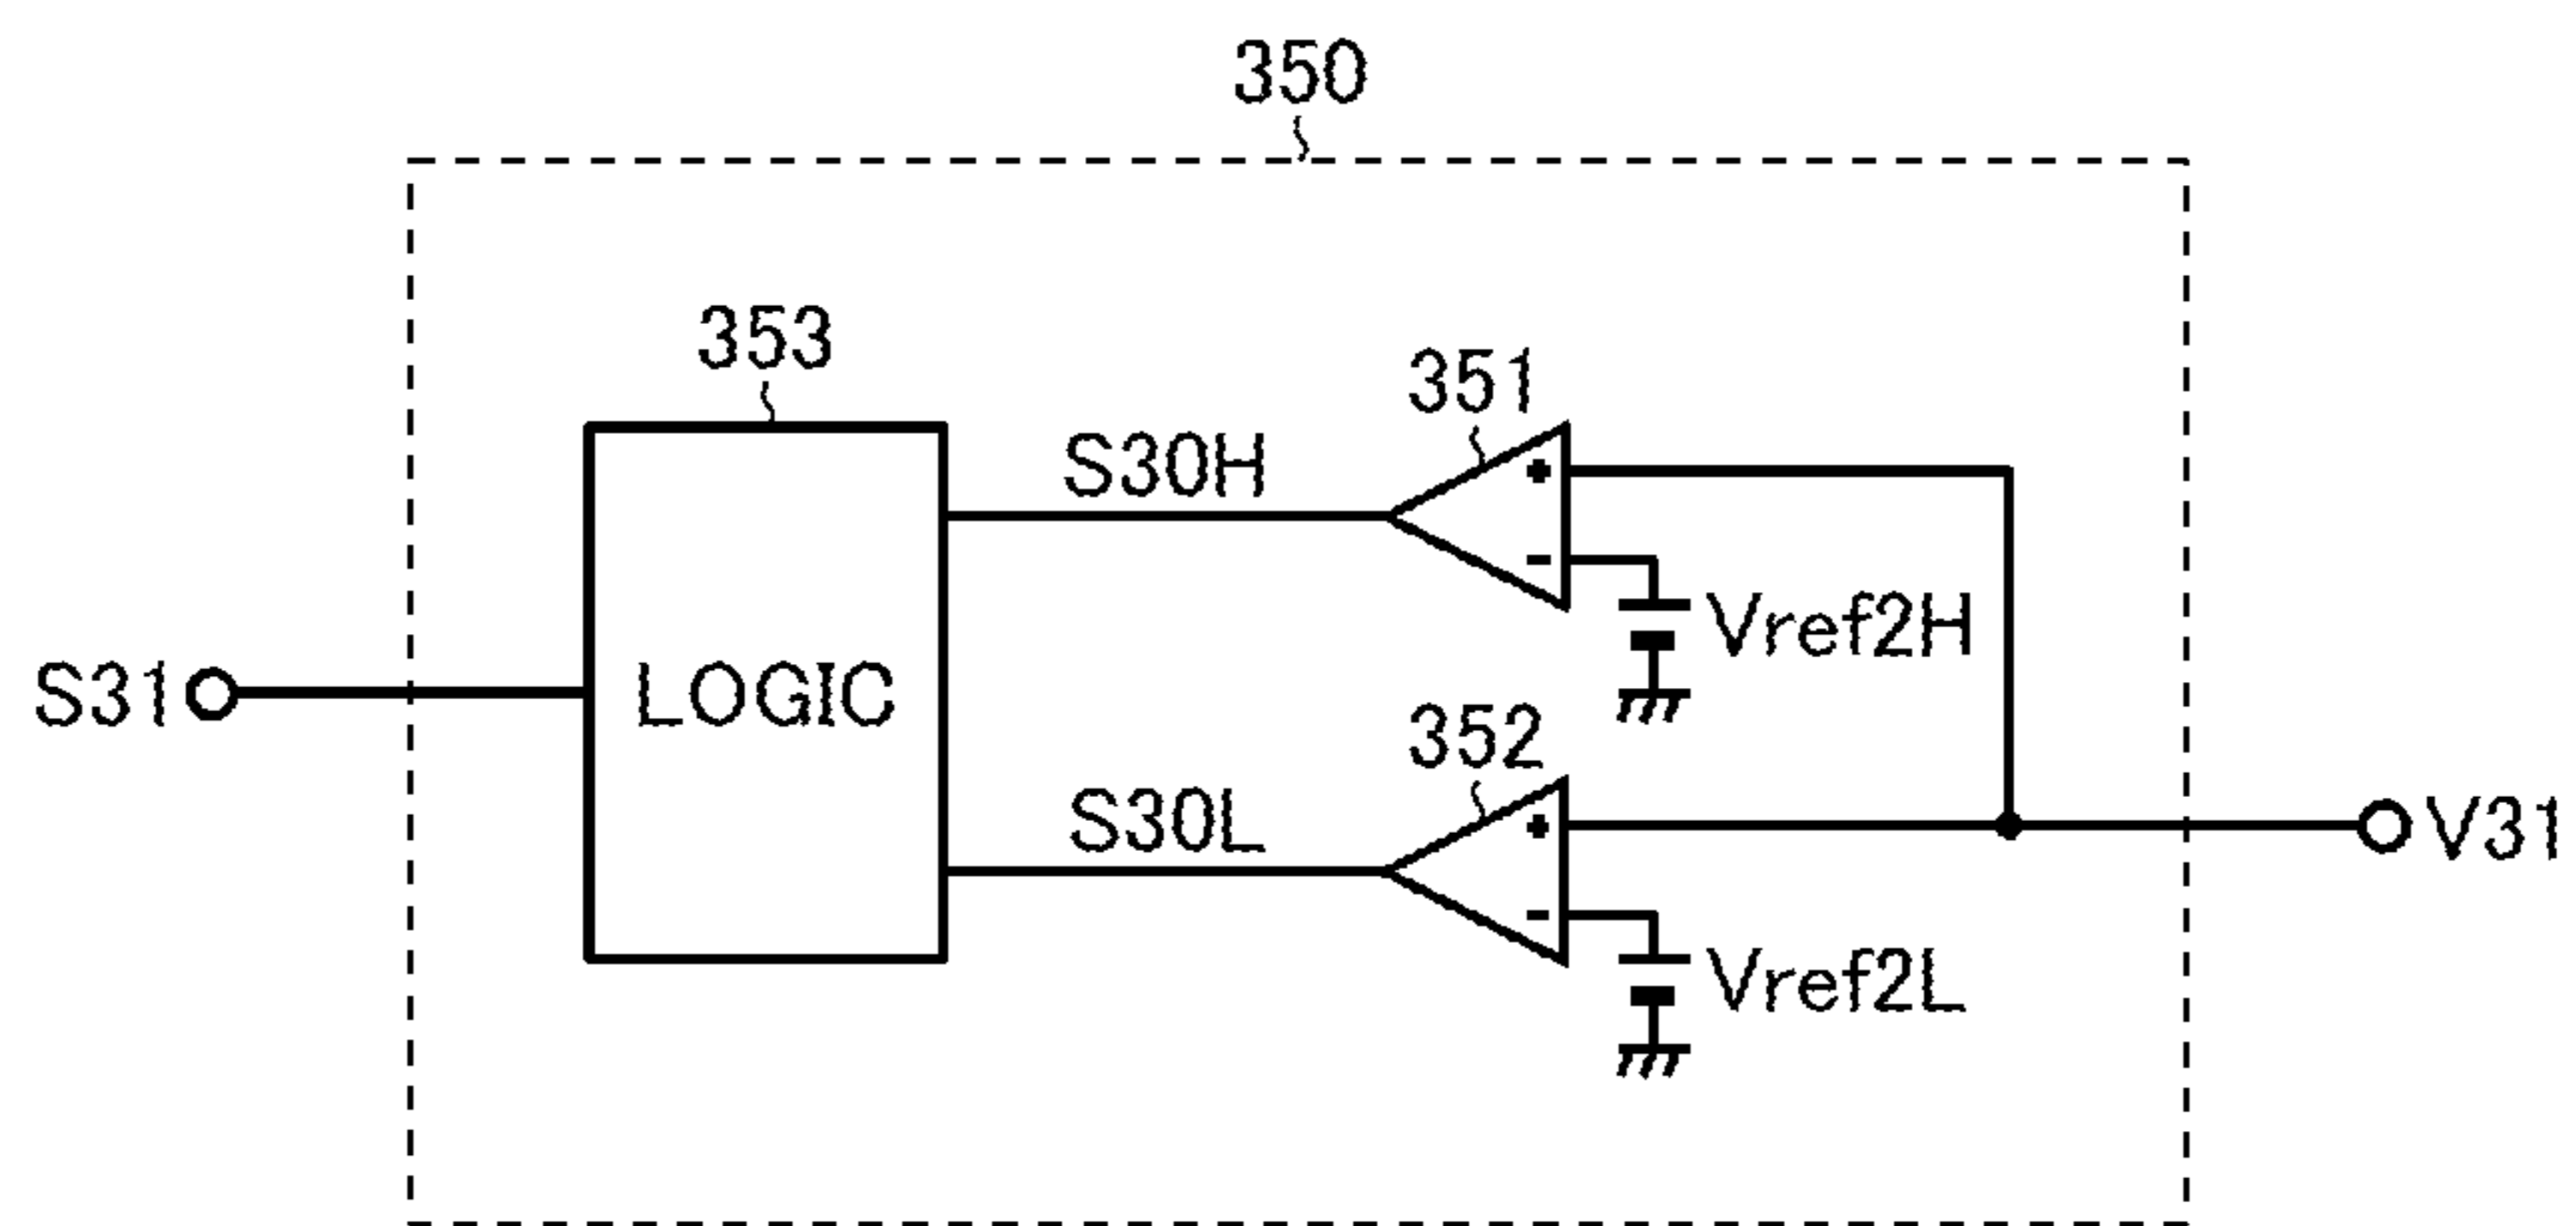 350
353
351
S30H
+
-
Vref2H
S31
LOGIC
352
S30L
+
-
V31
Vref2L